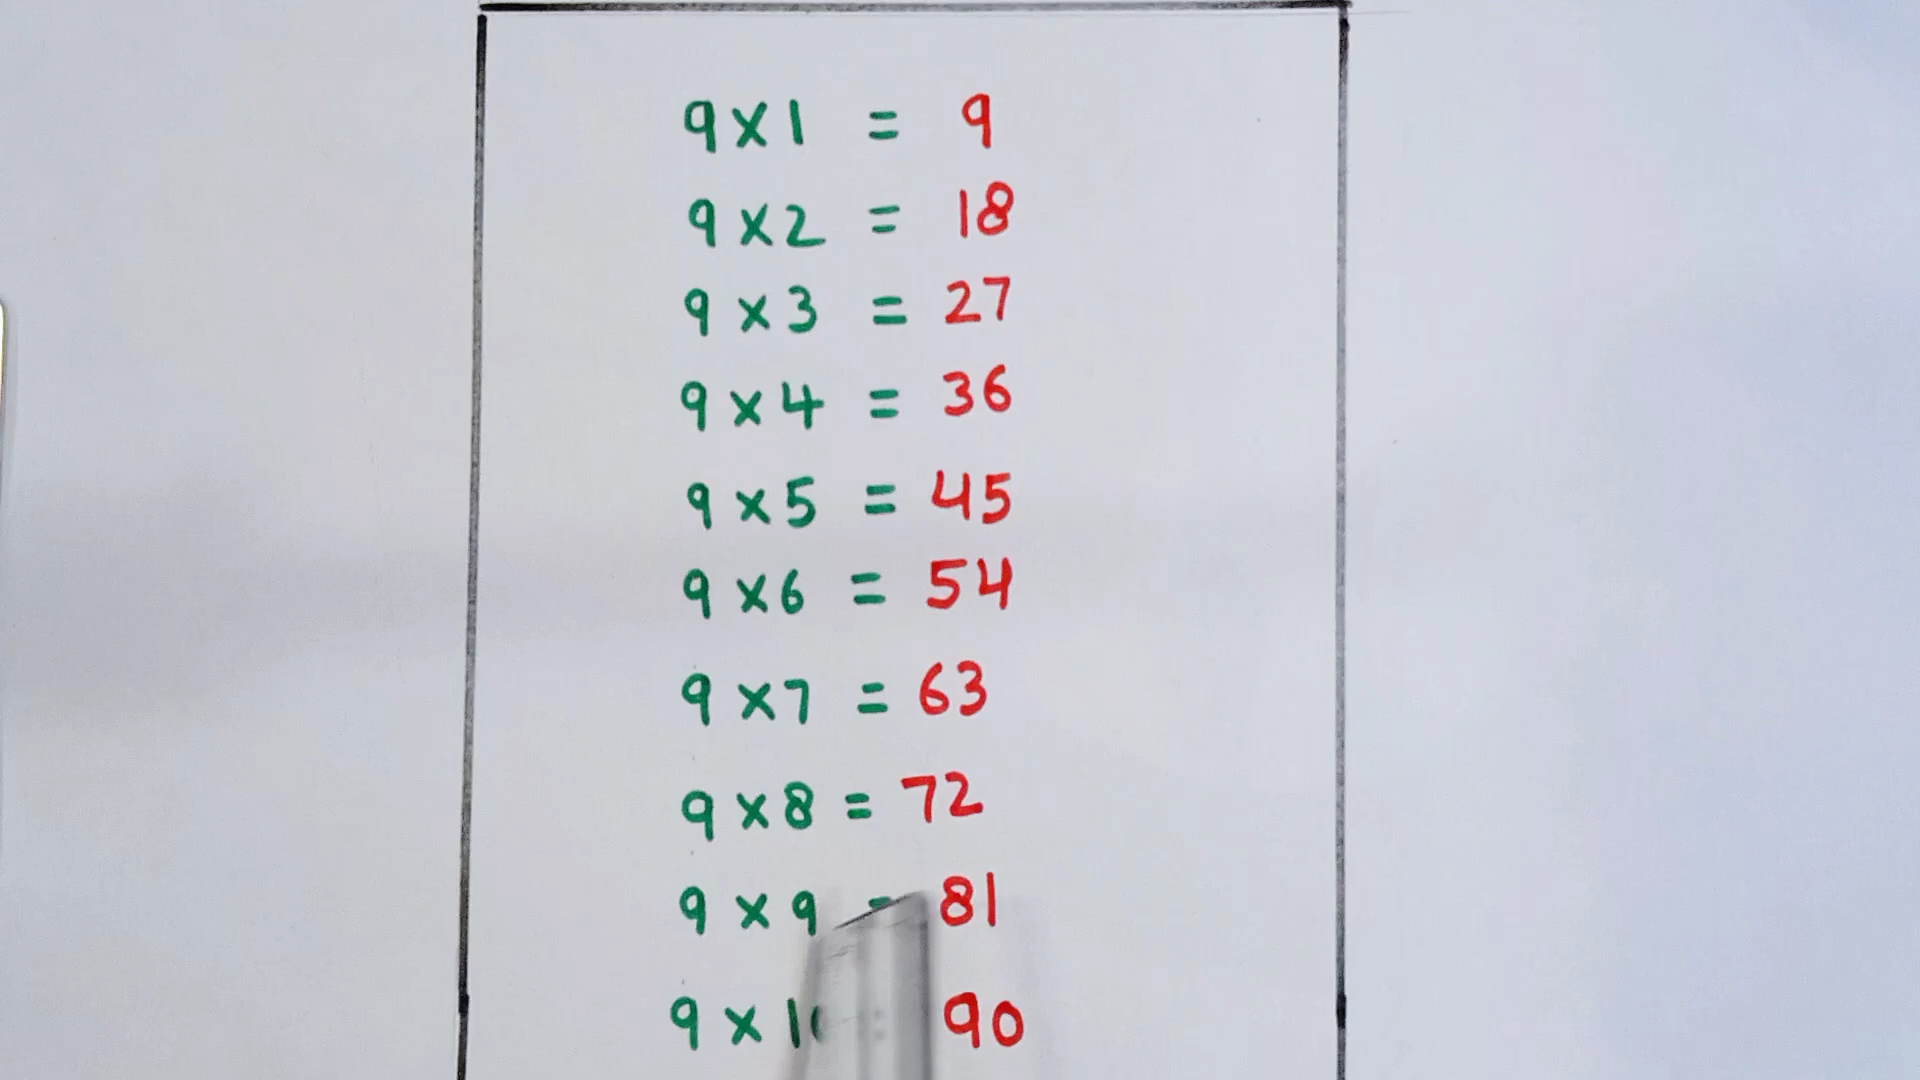 9 × 1 = 9
9 × 2 = 18
9 × 3 = 27
9 × 4 = 36
9 × 5 = 45
9 × 6 = 54
9 × 7 = 63
9 × 8 = 72
9 × 9 = 81
9 × 10 = 90